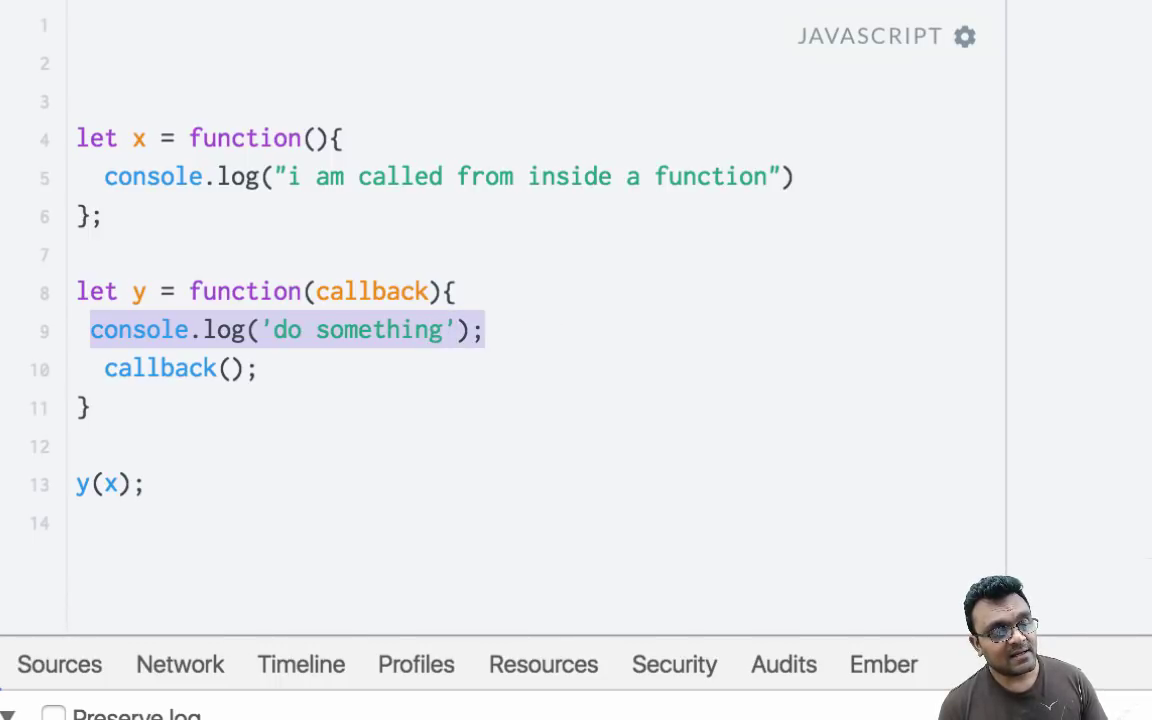 1
JAVASCRIPT
2
3
4 let x = function(){
5 console.log("i am called from inside a function")
6 };
7
8 let y = function(callback){
9 console.log('do something');
10 callback();
11 }
12
13 y(x);
14
Sources Network Timeline Profiles Resources Security Audits Ember
Preserve log